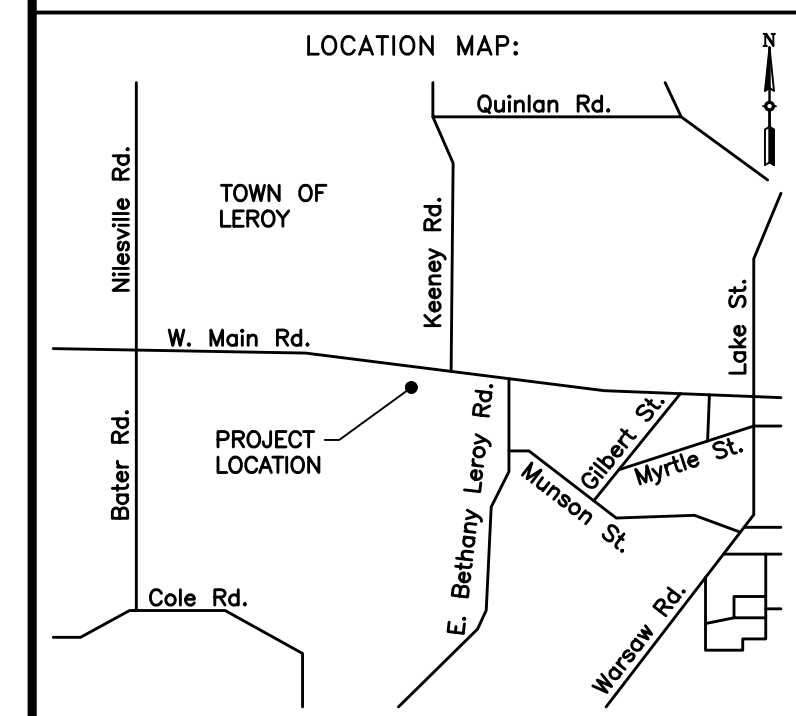 LOCATION MAP:
N
Quinlan Rd.
Nilesville Rd.
TOWN OF
LEROY
Keeney Rd.
Lake St.
W. Main Rd.
Bater Rd.
PROJECT
LOCATION
E. Bethany Leroy Rd.
Gilbert St.
Myrtle St.
Munson St.
Cole Rd.
Warsaw Rd.